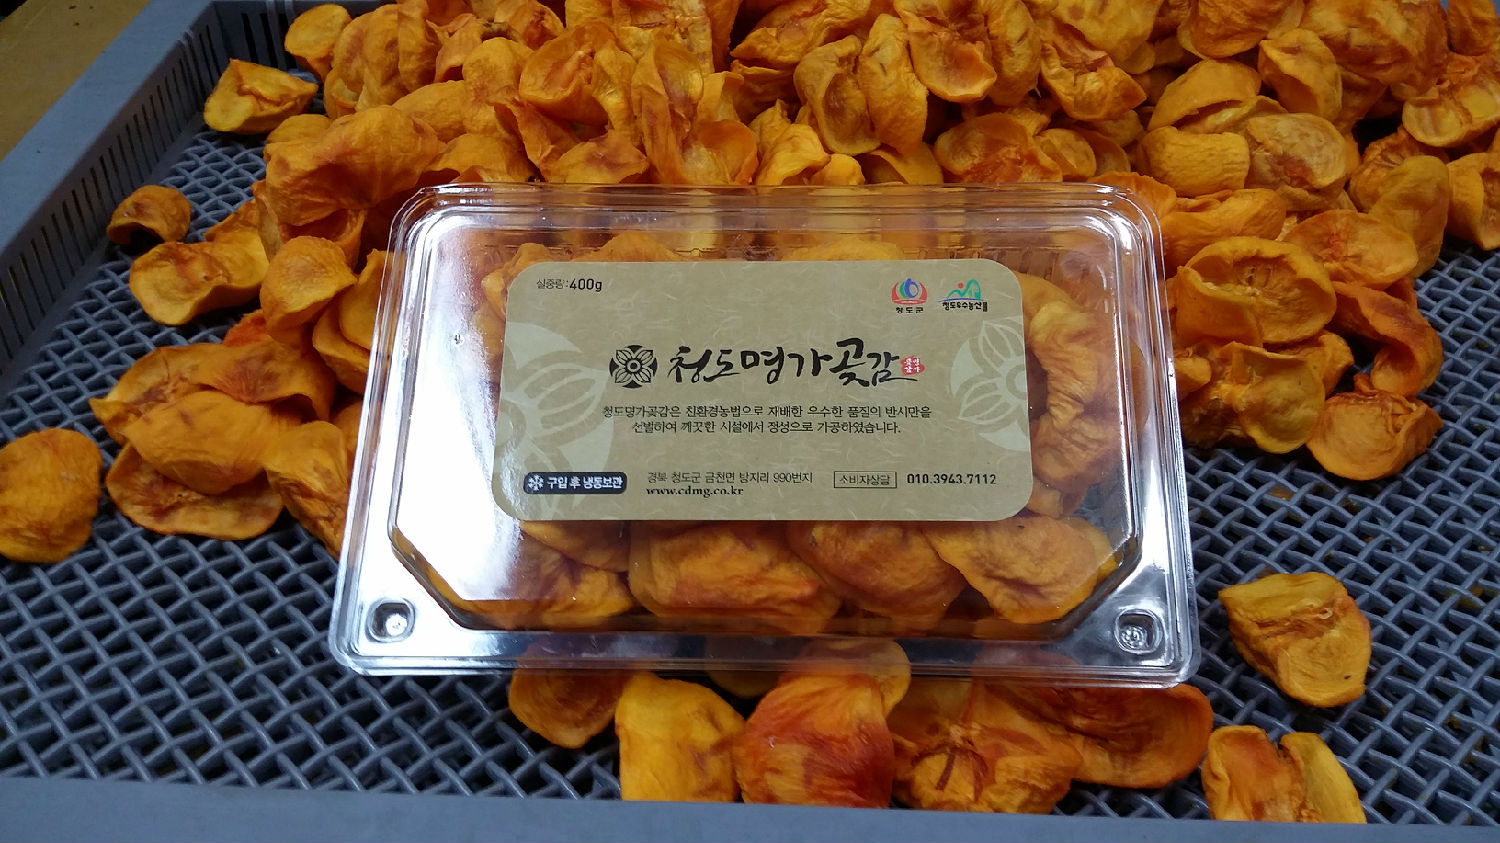 실중량:400g
청도군
청도우수농산물
청도명가곶감
청도명가곶감은 친환경농법으로 재배한 우수한 품질의 반시만을
선별하여 깨끗한 시설에서 정성으로 가공하였습니다.
구입 후 냉동보관
경북 청도군 금천면 방지리 990번지
소비자상글
010.3943.7112
www.cdmg.co.kr